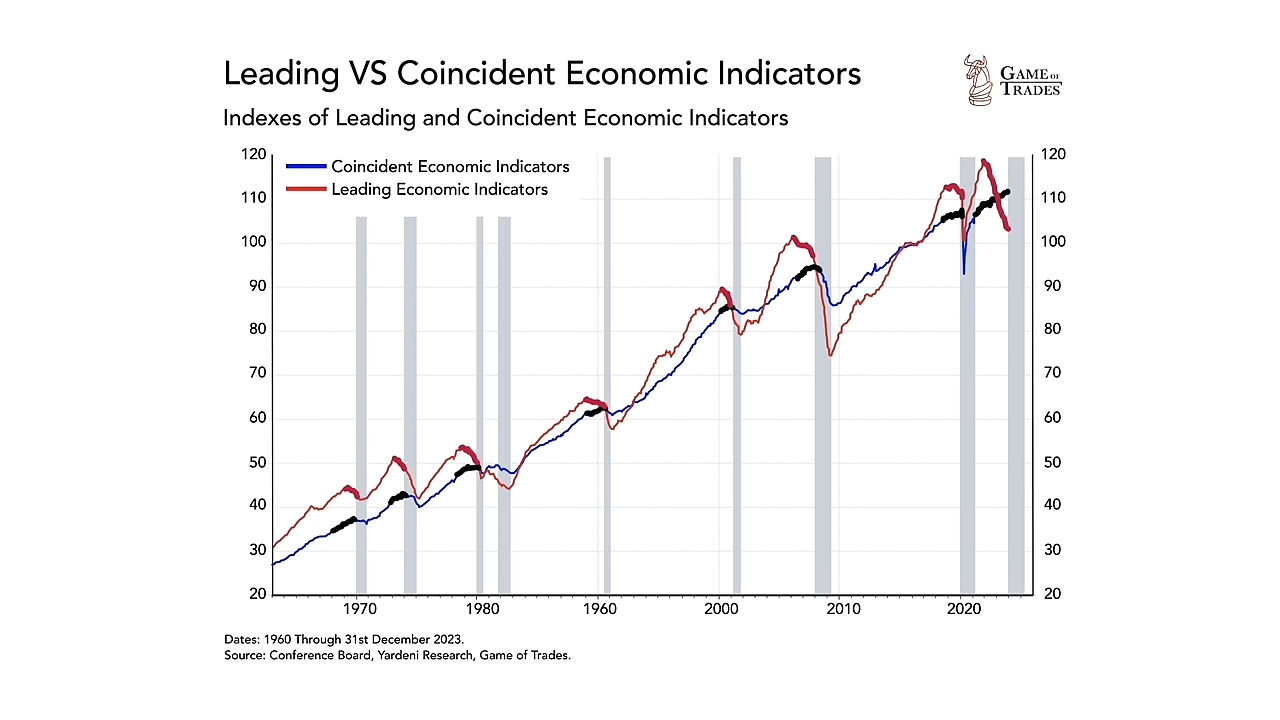 Leading VS Coincident Economic Indicators
GAME OF
TRADES
Indexes of Leading and Coincident Economic Indicators
120 120
Coincident Economic Indicators
Leading Economic Indicators
110 110
100 100
90 90
80 80
70 70
60 60
50 50
40 40
30 30
20 20
1970 1980 1960 2000 2010 2020
Dates: 1960 Through 31st December 2023.
Source: Conference Board, Yardeni Research, Game of Trades.